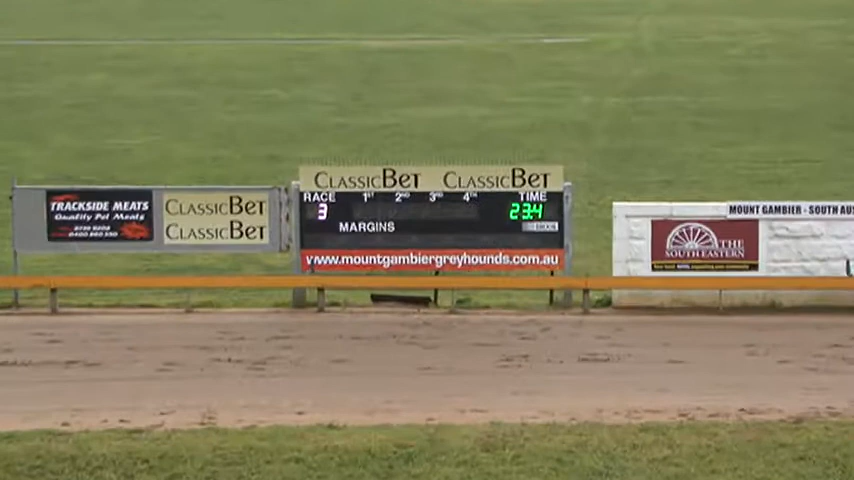 TRACKSIDE MEATS
Quality Pet Meats
CLASSICBET
CLASSICBET
CLASSICBET CLASSICBET
RACE 1ST 2ND 3RD 4TH TIME
3 23.4
MARGINS
www.mountgambiergreyhounds.com.au
MOUNT GAMBIER - SOUTH AUS
THE
SOUTH EASTERN